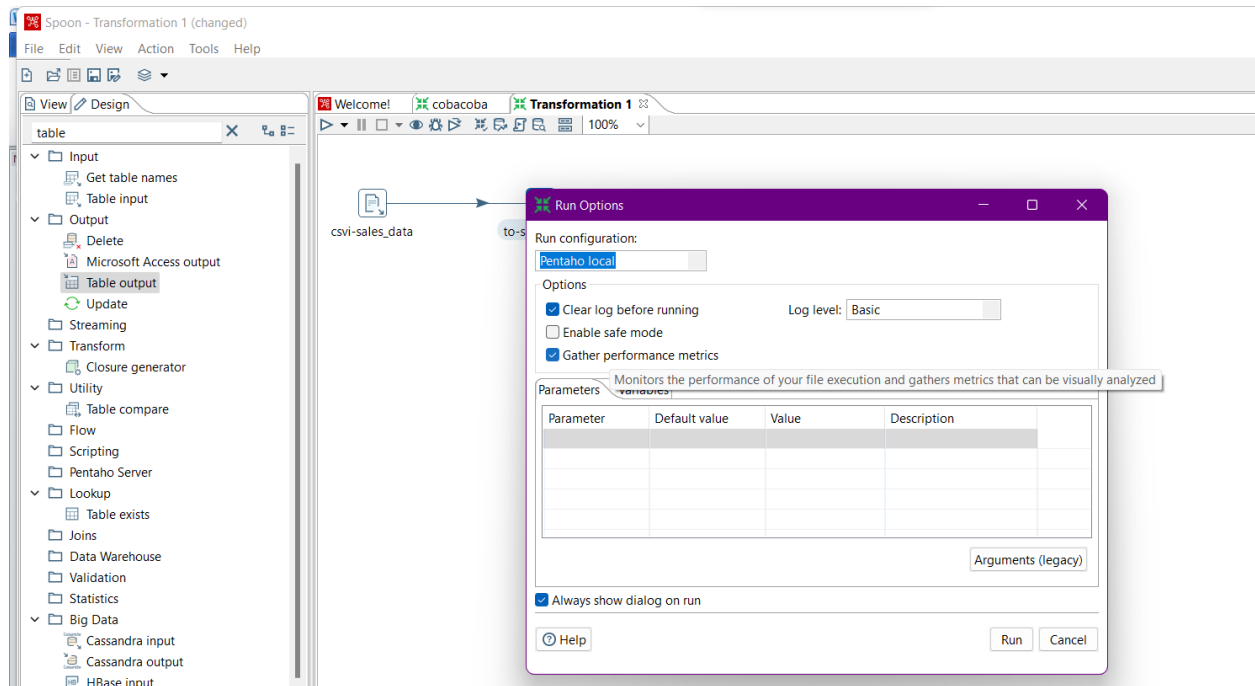 Spoon - Transformation 1 (changed)
File Edit View Action Tools Help
View Design
Welcome! cobacoba Transformation 1
table
100%
Input
Get table names
Table input
Output
Delete
Microsoft Access output
Table output
Update
Streaming
Transform
Closure generator
Utility
Table compare
Flow
Scripting
Pentaho Server
Lookup
Table exists
Joins
Data Warehouse
Validation
Statistics
Big Data
Cassandra input
Cassandra output
HBase input
csvi-sales_data
to-s
Run Options
Run configuration:
Pentaho local
Options
Clear log before running Log level: Basic
Enable safe mode
Gather performance metrics
Monitors the performance of your file execution and gathers metrics that can be visually analyzed
Parameters Variables
Parameter Default value Value Description
Arguments (legacy)
Always show dialog on run
Help Run Cancel